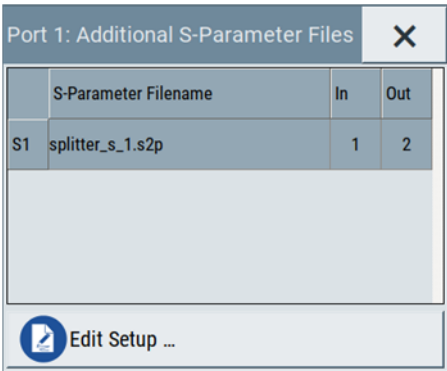 Port 1: Additional S-Parameter Files
S-Parameter Filename In Out
S1 splitter_s_1.s2p 1 2
Edit Setup ...